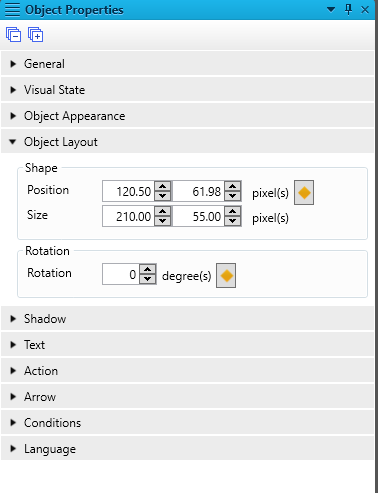 Object Properties
General
Visual State
Object Appearance
Object Layout
Shape
Position 120.50 61.98 pixel(s)
Size 210.00 55.00 pixel(s)
Rotation
Rotation 0 degree(s)
Shadow
Text
Action
Arrow
Conditions
Language